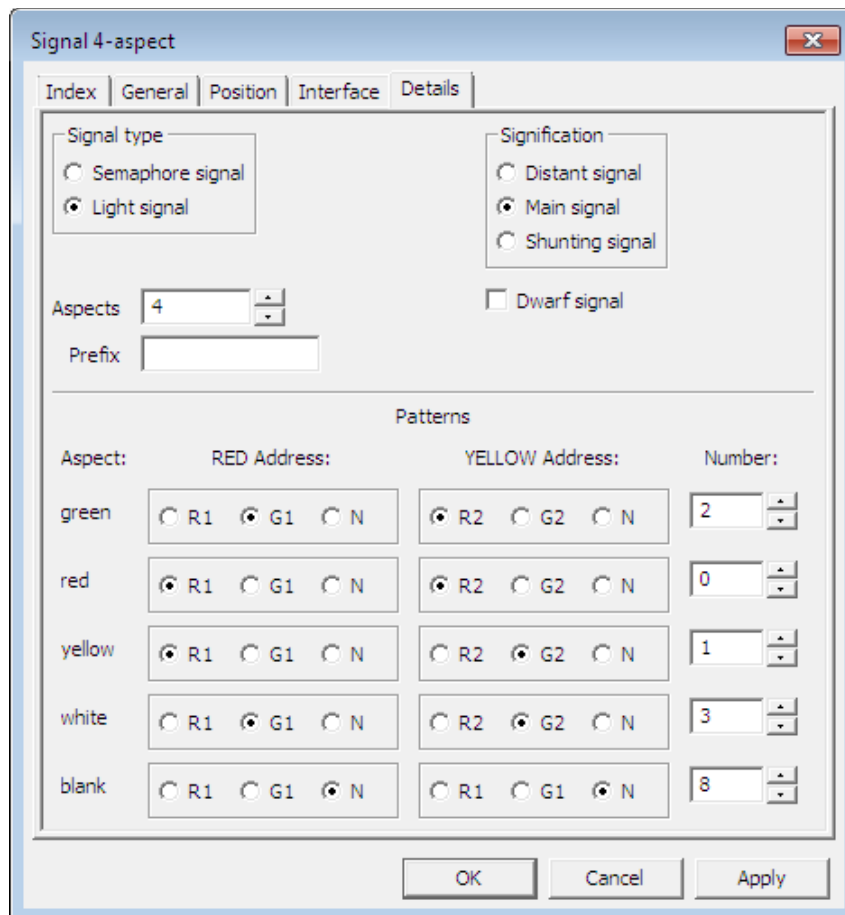 Signal 4-aspect
Index General Position Interface Details
Signal type Signification
Semaphore signal Distant signal
Light signal Main signal
Shunting signal
Aspects 4 Dwarf signal
Prefix
Patterns
Aspect: RED Address: YELLOW Address: Number:
green R1 G1 N R2 G2 N 2
red R1 G1 N R2 G2 N 0
yellow R1 G1 N R2 G2 N 1
white R1 G1 N R2 G2 N 3
blank R1 G1 N R1 G1 N 8
OK Cancel Apply